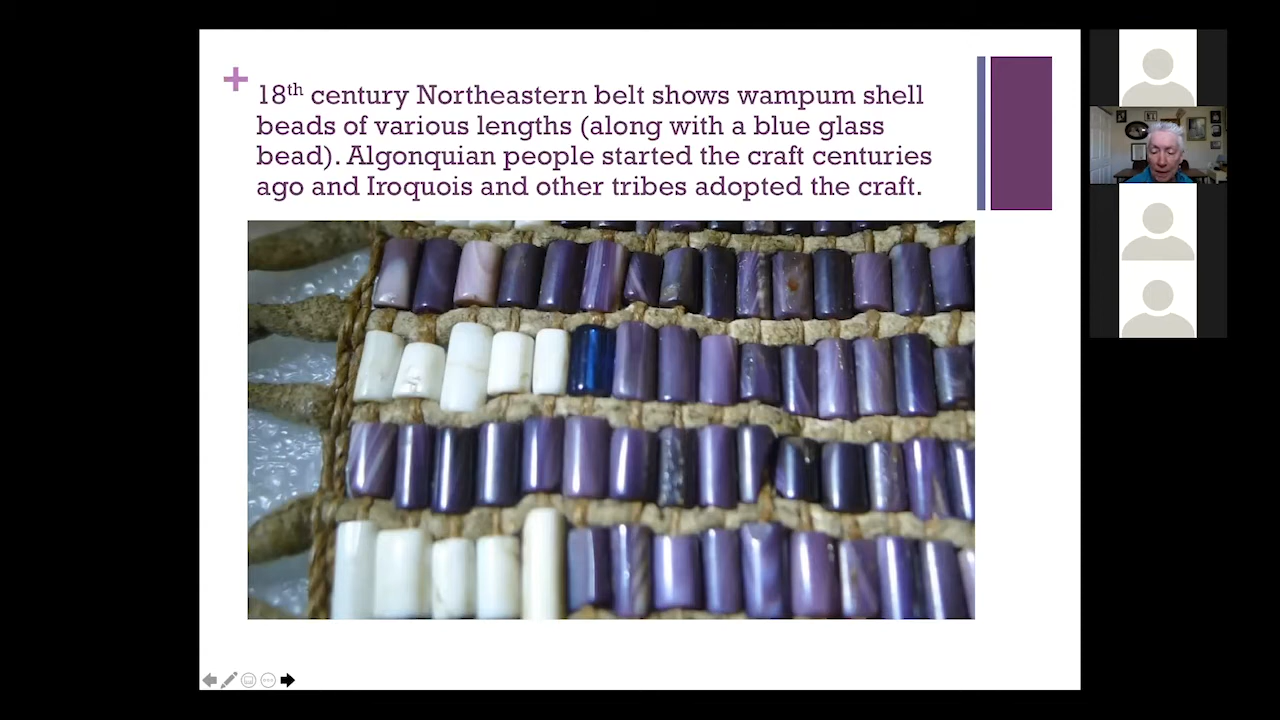 18th century Northeastern belt shows wampum shell
beads of various lengths (along with a blue glass
bead). Algonquian people started the craft centuries
ago and Iroquois and other tribes adopted the craft.